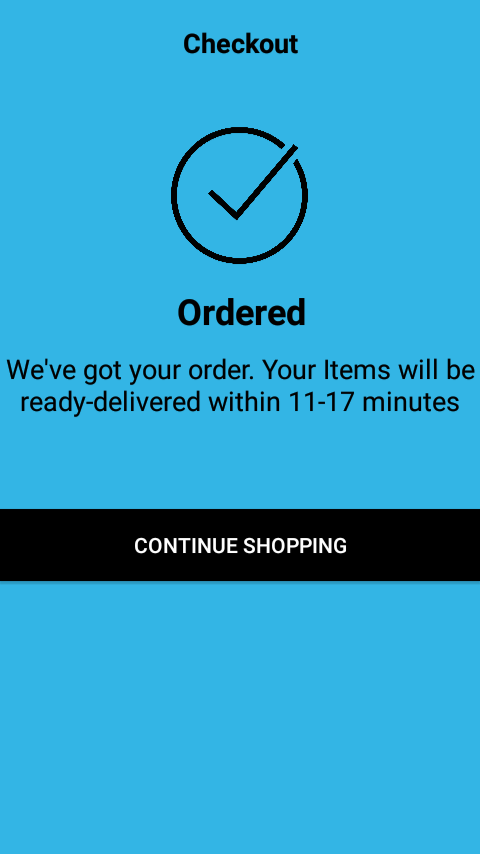 Checkout
Ordered
We've got your order. Your Items will be
ready-delivered within 11-17 minutes
CONTINUE SHOPPING